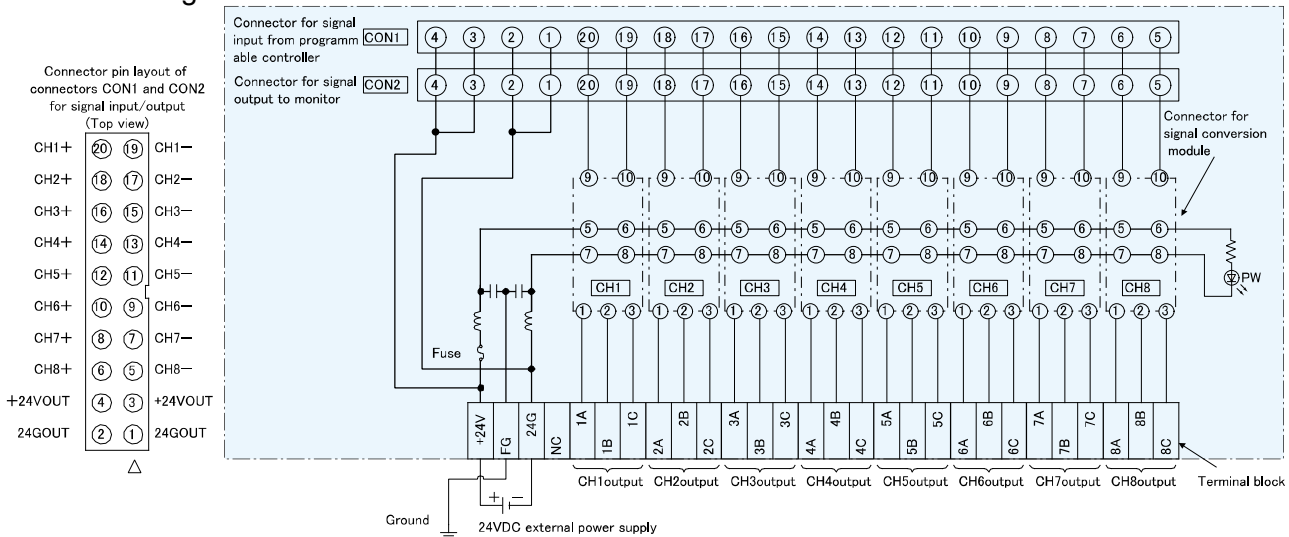 Connector for signal
input from programm
able controller
CON1
4 3 2 1 20 19 18 17 16 15 14 13 12 11 10 9 8 7 6 5
Connector for signal
output to monitor
CON2
4 3 2 1 20 19 18 17 16 15 14 13 12 11 10 9 8 7 6 5
Connector pin layout of
connectors CON1 and CON2
for signal input/output
(Top view)
CH1+ 20 19 CH1-
CH2+ 18 17 CH2-
CH3+ 16 15 CH3-
CH4+ 14 13 CH4-
CH5+ 12 11 CH5-
CH6+ 10 9 CH6-
CH7+ 8 7 CH7-
CH8+ 6 5 CH8-
+24VOUT 4 3 +24VOUT
24GOUT 2 1 24GOUT
Connector for
signal conversion
module
9 10 9 10 9 10 9 10 9 10 9 10 9 10 9 10
5 6 5 6 5 6 5 6 5 6 5 6 5 6 5 6
7 8 7 8 7 8 7 8 7 8 7 8 7 8 7 8
PW
CH1 CH2 CH3 CH4 CH5 CH6 CH7 CH8
1 2 3 1 2 3 1 2 3 1 2 3 1 2 3 1 2 3 1 2 3 1 2 3
Fuse
+24V FG 24G NC 1A 1B 1C 2A 2B 2C 3A 3B 3C 4A 4B 4C 5A 5B 5C 6A 6B 6C 7A 7B 7C 8A 8B 8C
CH1output CH2output CH3output CH4output CH5output CH6output CH7output CH8output
Terminal block
+ -
Ground
24VDC external power supply